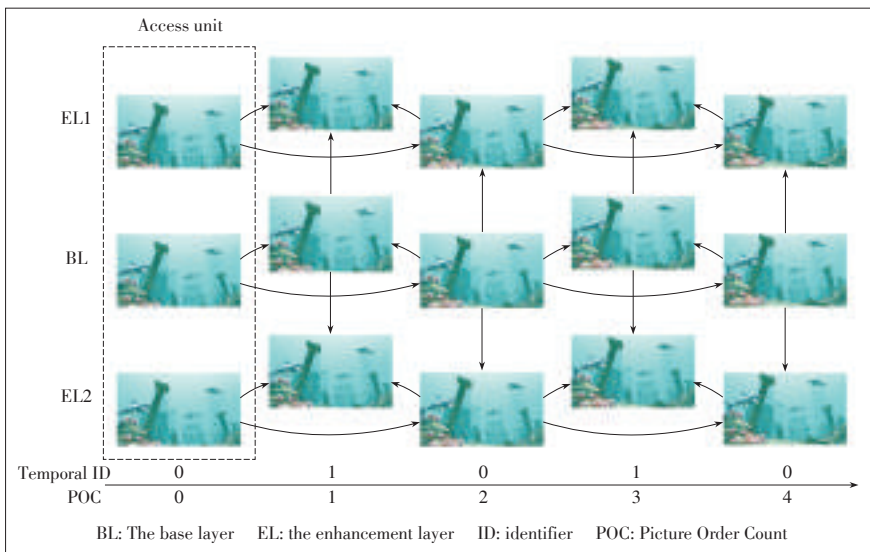 Access unit
EL1
BL
EL2
Temporal ID 0 1 0 1 0
POC 0 1 2 3 4
BL: The base layer EL: the enhancement layer ID: identifier POC: Picture Order Count